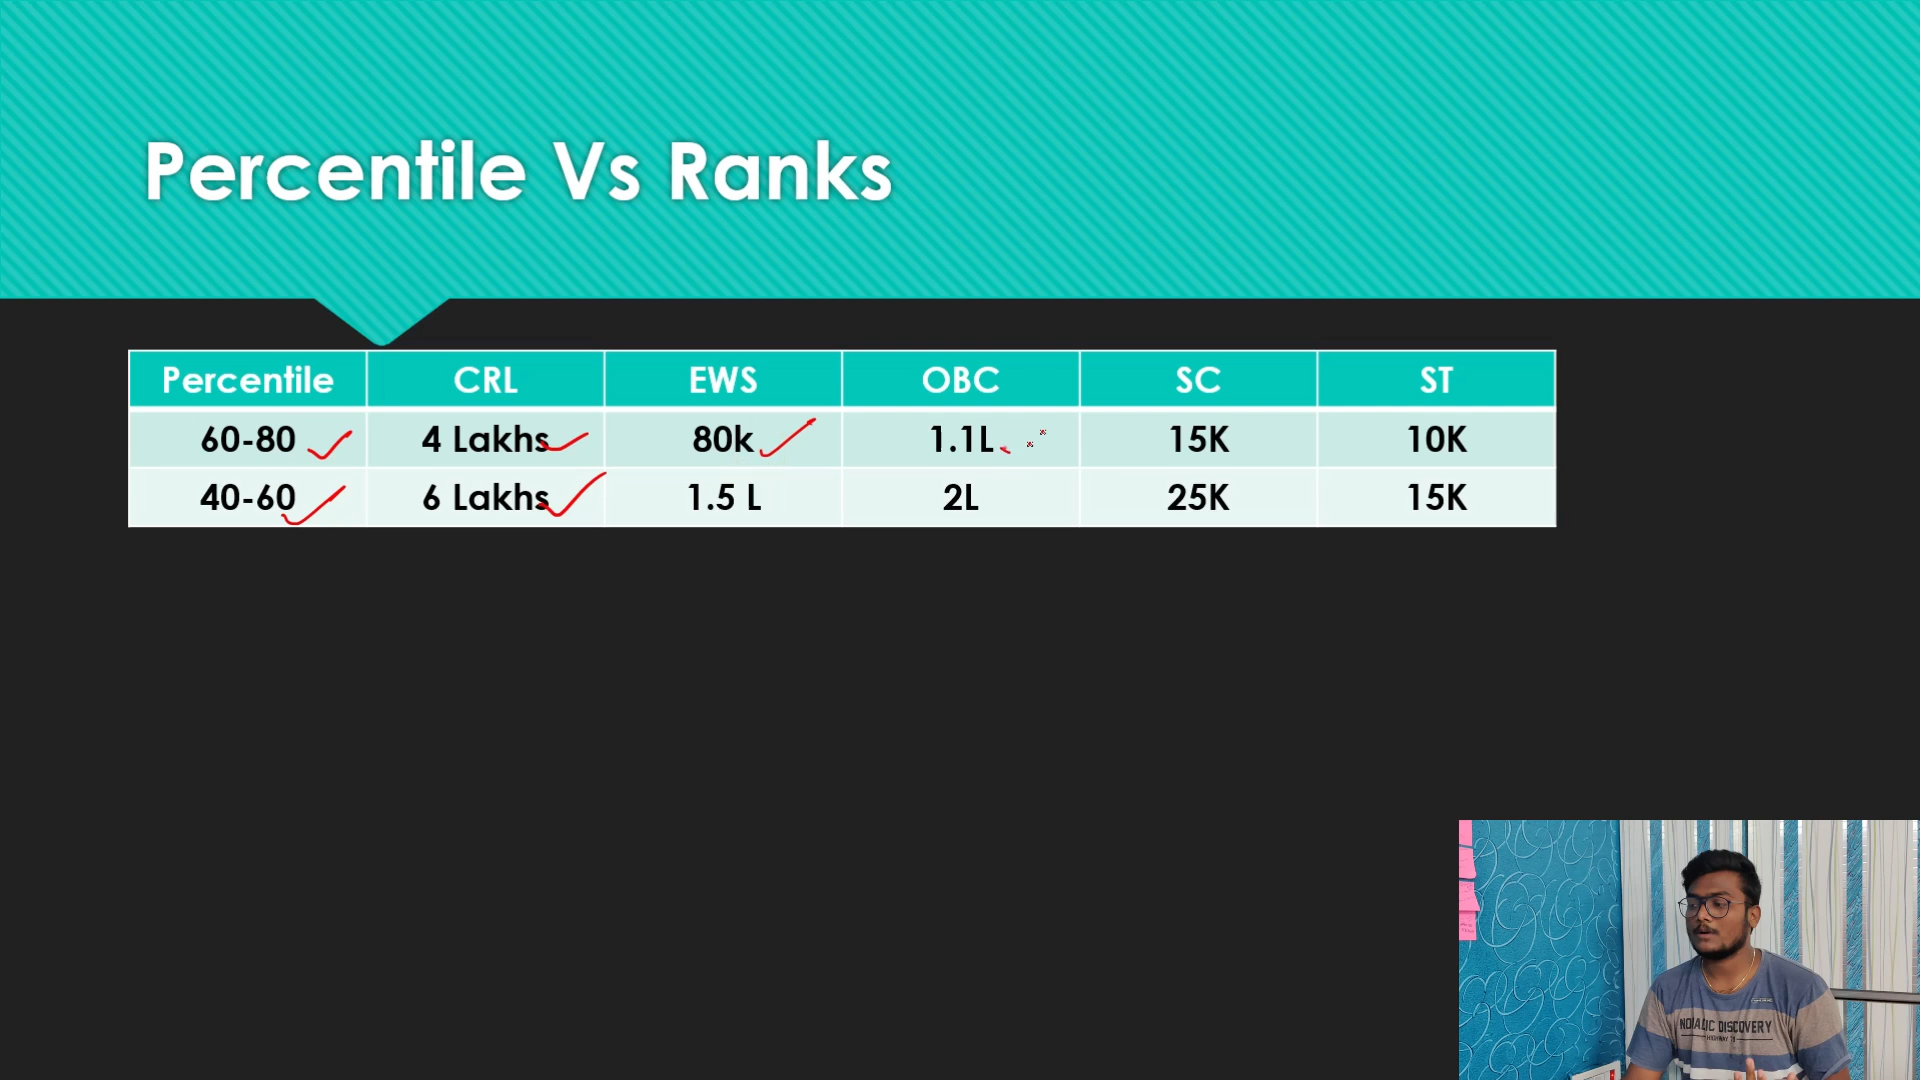 Percentile Vs Ranks
Percentile CRL EWS OBC SC ST
60-80 4 Lakhs 80k 1.1L 15K 10K
40-60 6 Lakhs 1.5 L 2L 25K 15K
DISCOVERY